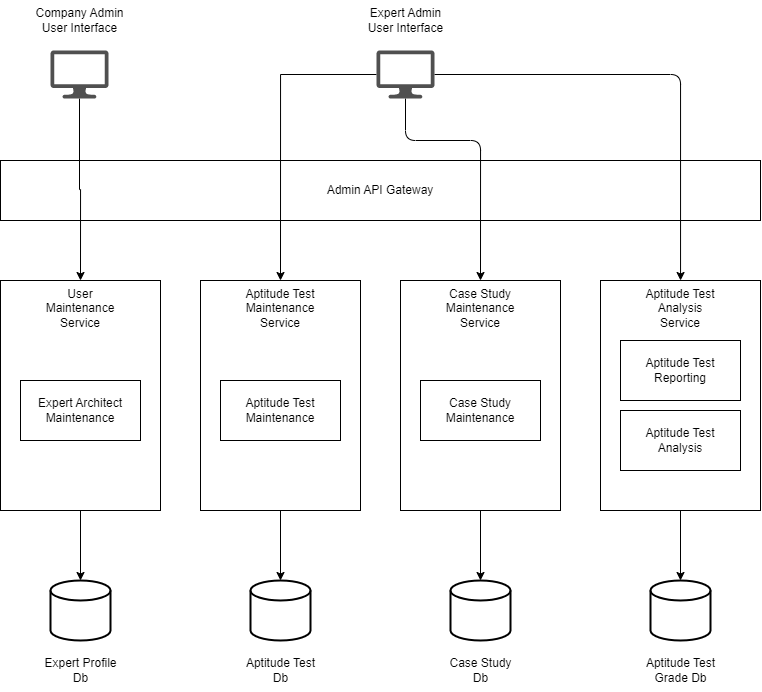 Company Admin
User Interface
Expert Admin
User Interface
Admin API Gateway
User
Maintenance
Service
Expert Architect
Maintenance
Aptitude Test
Maintenance
Service
Aptitude Test
Maintenance
Case Study
Maintenance
Service
Case Study
Maintenance
Aptitude Test
Analysis
Service
Aptitude Test
Reporting
Aptitude Test
Analysis
Expert Profile
Db
Aptitude Test
Db
Case Study
Db
Aptitude Test
Grade Db